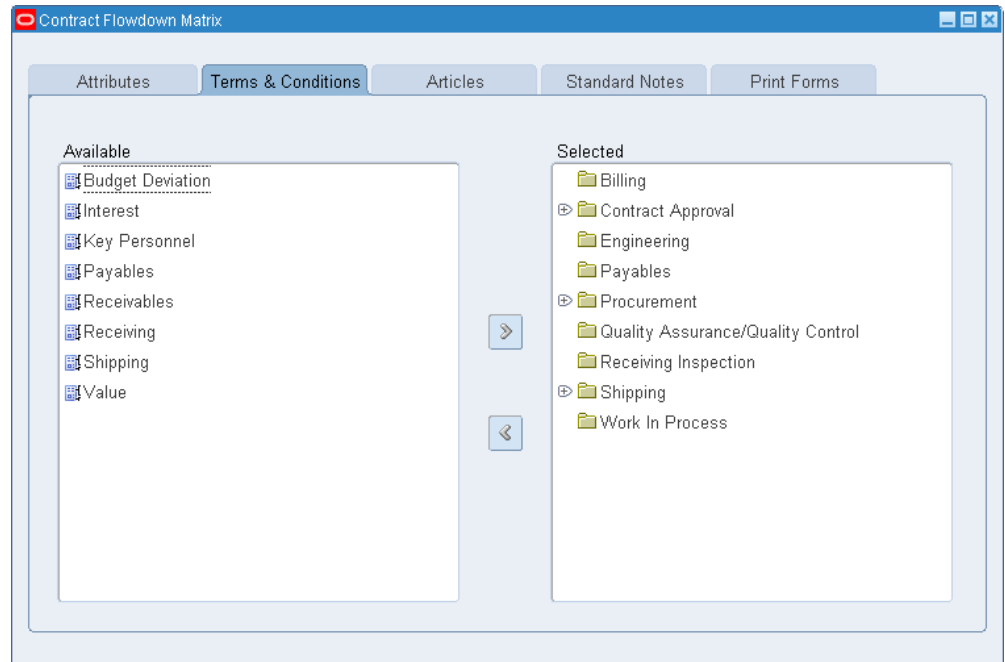 Contract Flowdown Matrix
Attributes
Terms & Conditions
Articles
Standard Notes
Print Forms
Available
Budget Deviation
Interest
Key Personnel
Payables
Receivables
Receiving
Shipping
Value
Selected
Billing
Contract Approval
Engineering
Payables
Procurement
Quality Assurance/Quality Control
Receiving Inspection
Shipping
Work In Process